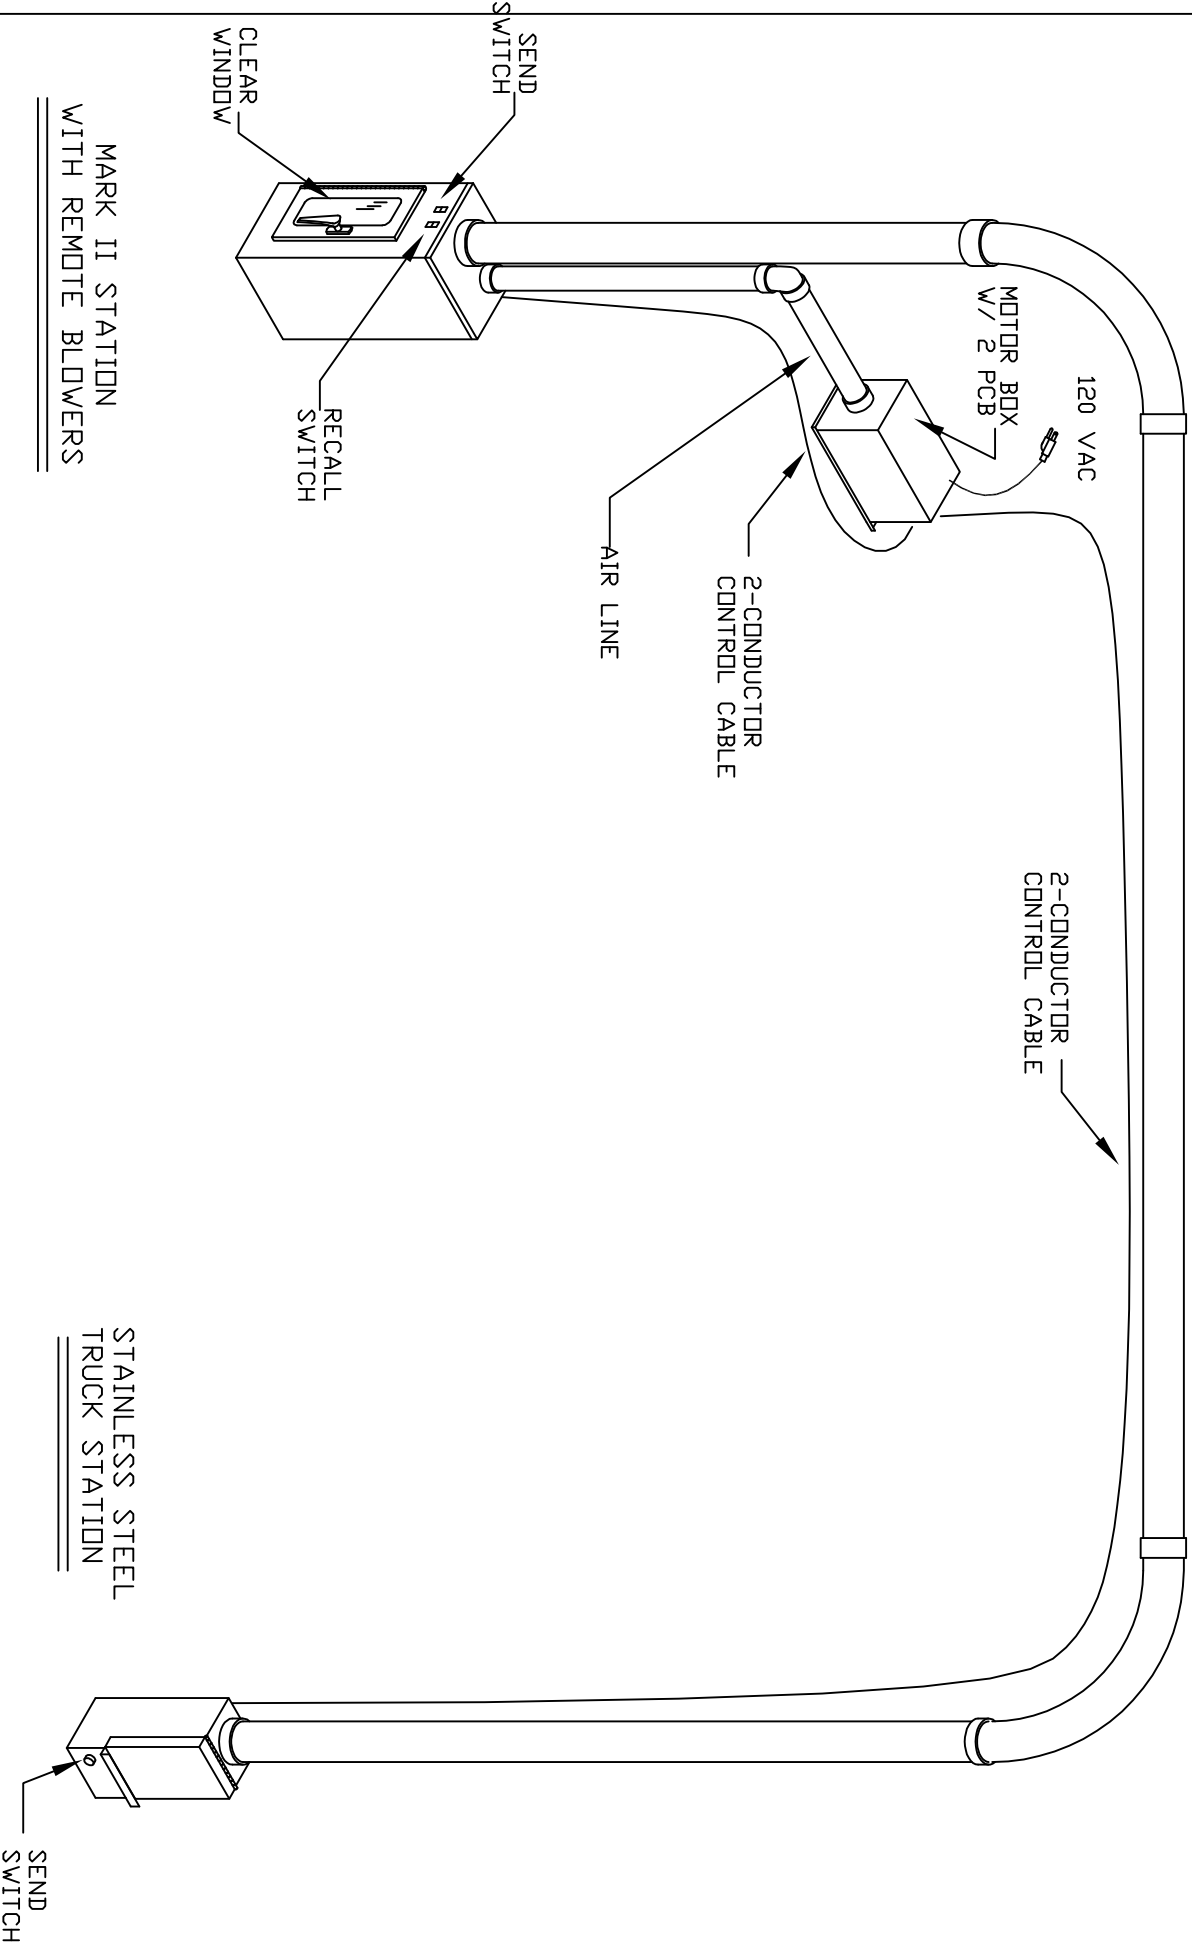 120 VAC
MOTOR BOX
W/ 2 PCB
2-CONDUCTOR
CONTROL CABLE
2-CONDUCTOR
CONTROL CABLE
AIR LINE
SEND
SWITCH
RECALL
SWITCH
CLEAR
WINDOW
MARK II STATION
WITH REMOTE BLOWERS
STAINLESS STEEL
TRUCK STATION
SEND
SWITCH